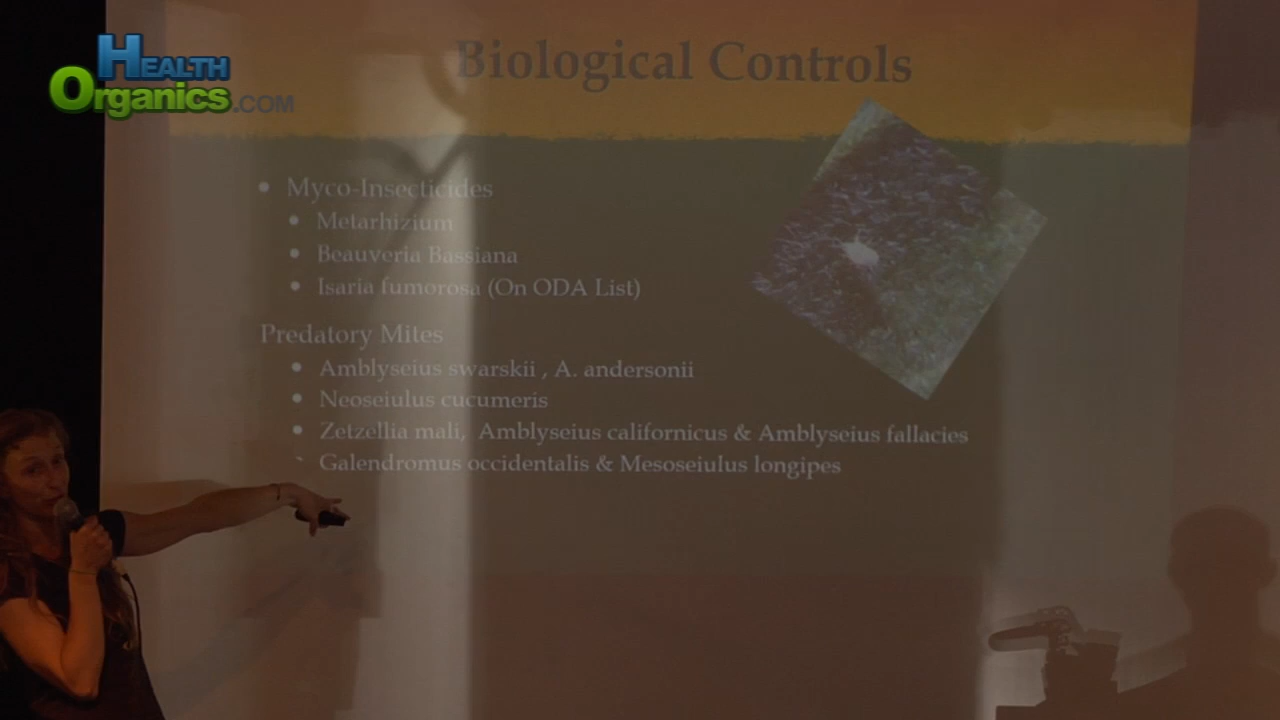 Health
Organics.com
Biological Controls
• Myco-Insecticides
• Metarhizium
• Beauveria Bassiana
• Isaria fumorosa (On ODA List)
Predatory Mites
• Amblyseius swarskii , A. andersonii
• Neoseiulus cucumeris
• Zetzellia mali, Amblyseius californicus & Amblyseius fallacies
Galendromus occidentalis & Mesoseiulus longipes